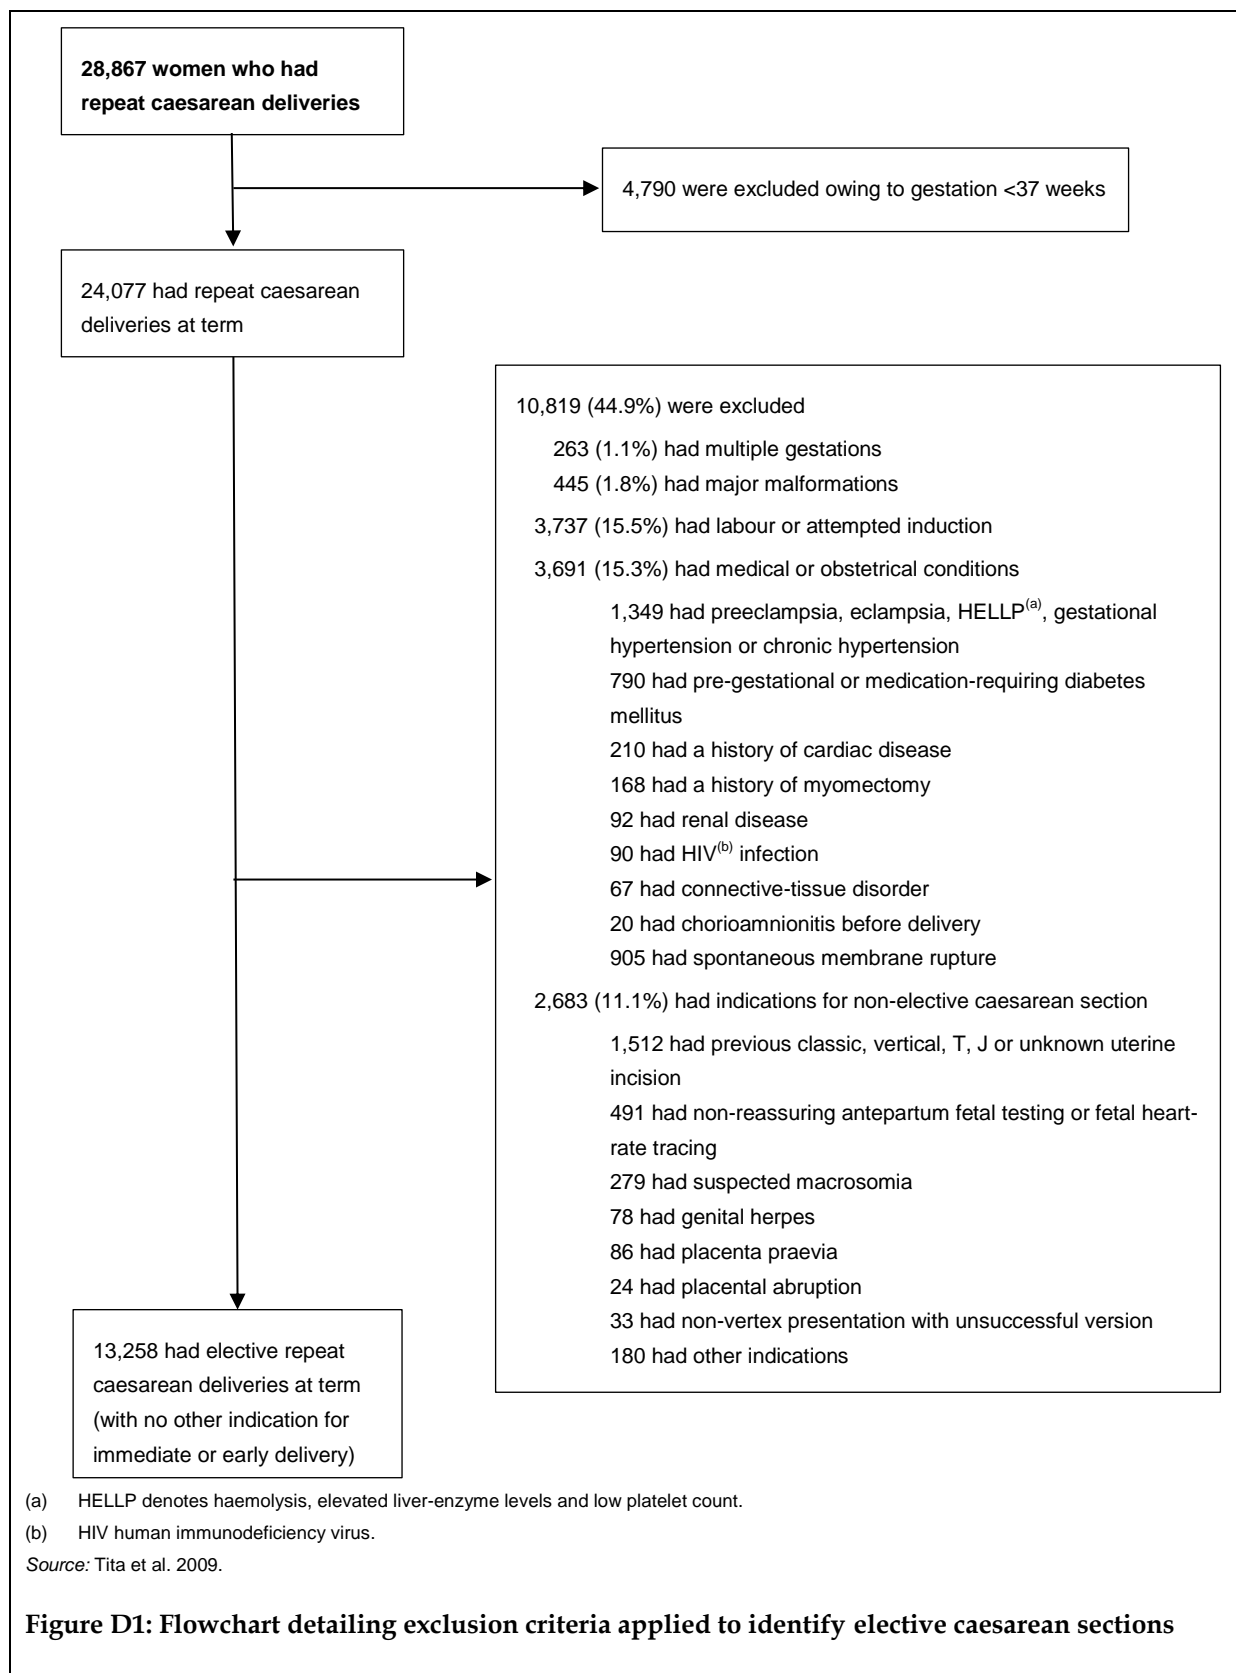 28,867 women who had
repeat caesarean deliveries
4,790 were excluded owing to gestation <37 weeks
24,077 had repeat caesarean
deliveries at term
10,819 (44.9%) were excluded
263 (1.1%) had multiple gestations
445 (1.8%) had major malformations
3,737 (15.5%) had labour or attempted induction
3,691 (15.3%) had medical or obstetrical conditions
1,349 had preeclampsia, eclampsia, HELLP(a), gestational
hypertension or chronic hypertension
790 had pre-gestational or medication-requiring diabetes
mellitus
210 had a history of cardiac disease
168 had a history of myomectomy
92 had renal disease
90 had HIV(b) infection
67 had connective-tissue disorder
20 had chorioamnionitis before delivery
905 had spontaneous membrane rupture
2,683 (11.1%) had indications for non-elective caesarean section
1,512 had previous classic, vertical, T, J or unknown uterine
incision
491 had non-reassuring antepartum fetal testing or fetal heart-
rate tracing
279 had suspected macrosomia
78 had genital herpes
86 had placenta praevia
24 had placental abruption
33 had non-vertex presentation with unsuccessful version
180 had other indications
13,258 had elective repeat
caesarean deliveries at term
(with no other indication for
immediate or early delivery)
(a) HELLP denotes haemolysis, elevated liver-enzyme levels and low platelet count.
(b) HIV human immunodeficiency virus.
Source: Tita et al. 2009.
Figure D1: Flowchart detailing exclusion criteria applied to identify elective caesarean sections